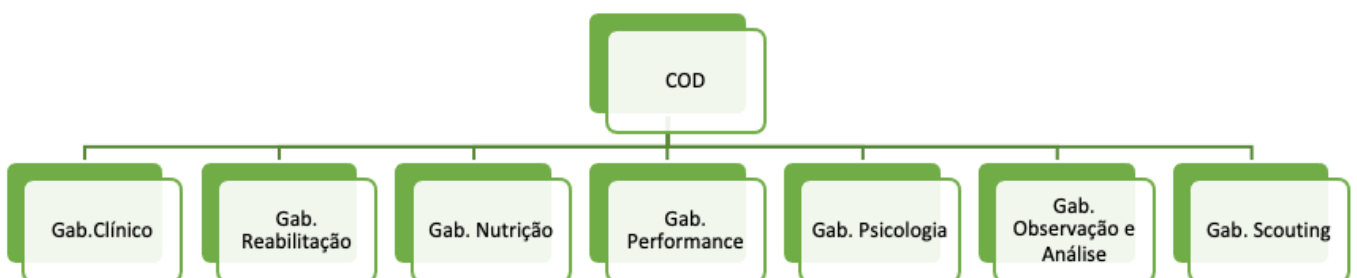 COD
Gab.Clínico
Gab.
Reabilitação
Gab. Nutrição
Gab.
Performance
Gab. Psicologia
Gab.
Observação e
Análise
Gab. Scouting